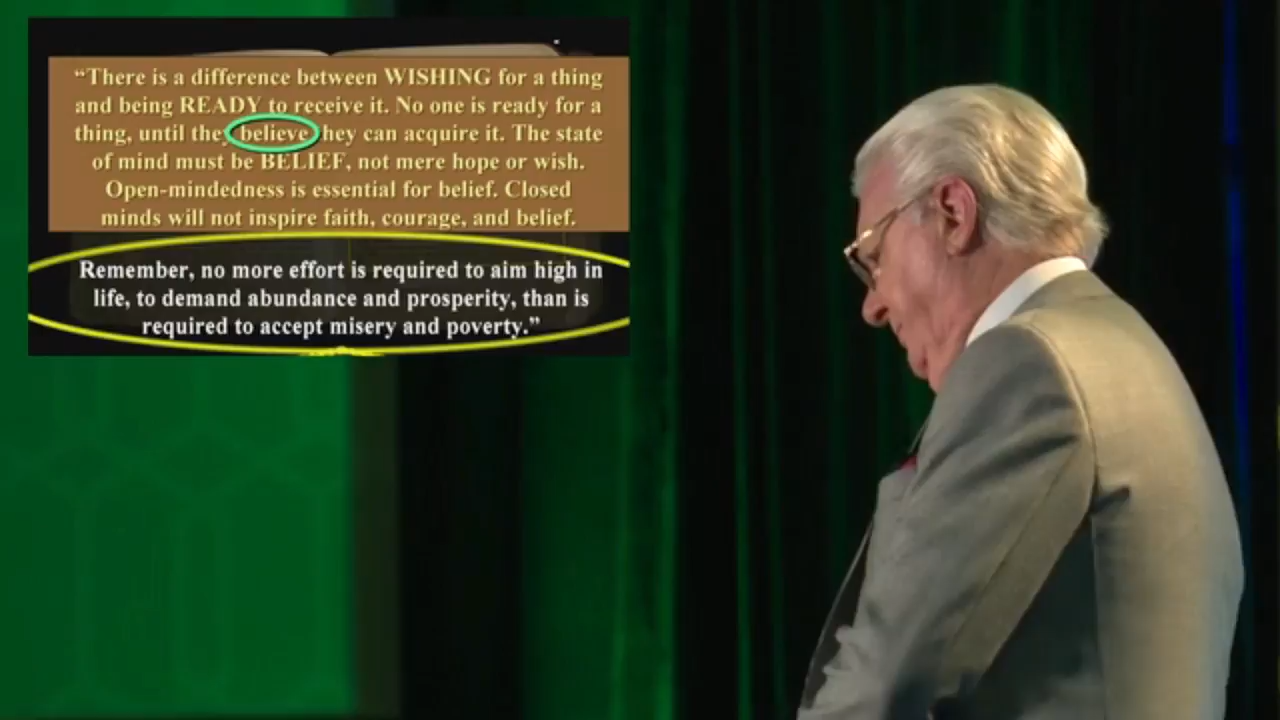 “There is a difference between WISHING for a thing
and being READY to receive it. No one is ready for a
thing, until they believe they can acquire it. The state
of mind must be BELIEF, not mere hope or wish.
Open-mindedness is essential for belief. Closed
minds will not inspire faith, courage, and belief.
Remember, no more effort is required to aim high in
life, to demand abundance and prosperity, than is
required to accept misery and poverty.”